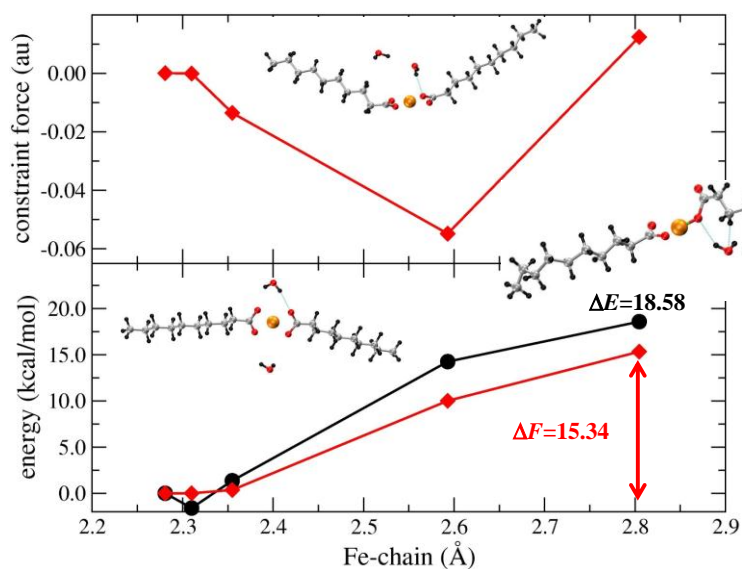 constraint force (au)
0.00
-0.02
-0.04
-0.06
energy (kcal/mol)
20.0
15.0
10.0
5.0
0.0
ΔE=18.58
ΔF=15.34
2.2 2.3 2.4 2.5 2.6 2.7 2.8 2.9
Fe-chain (Å)